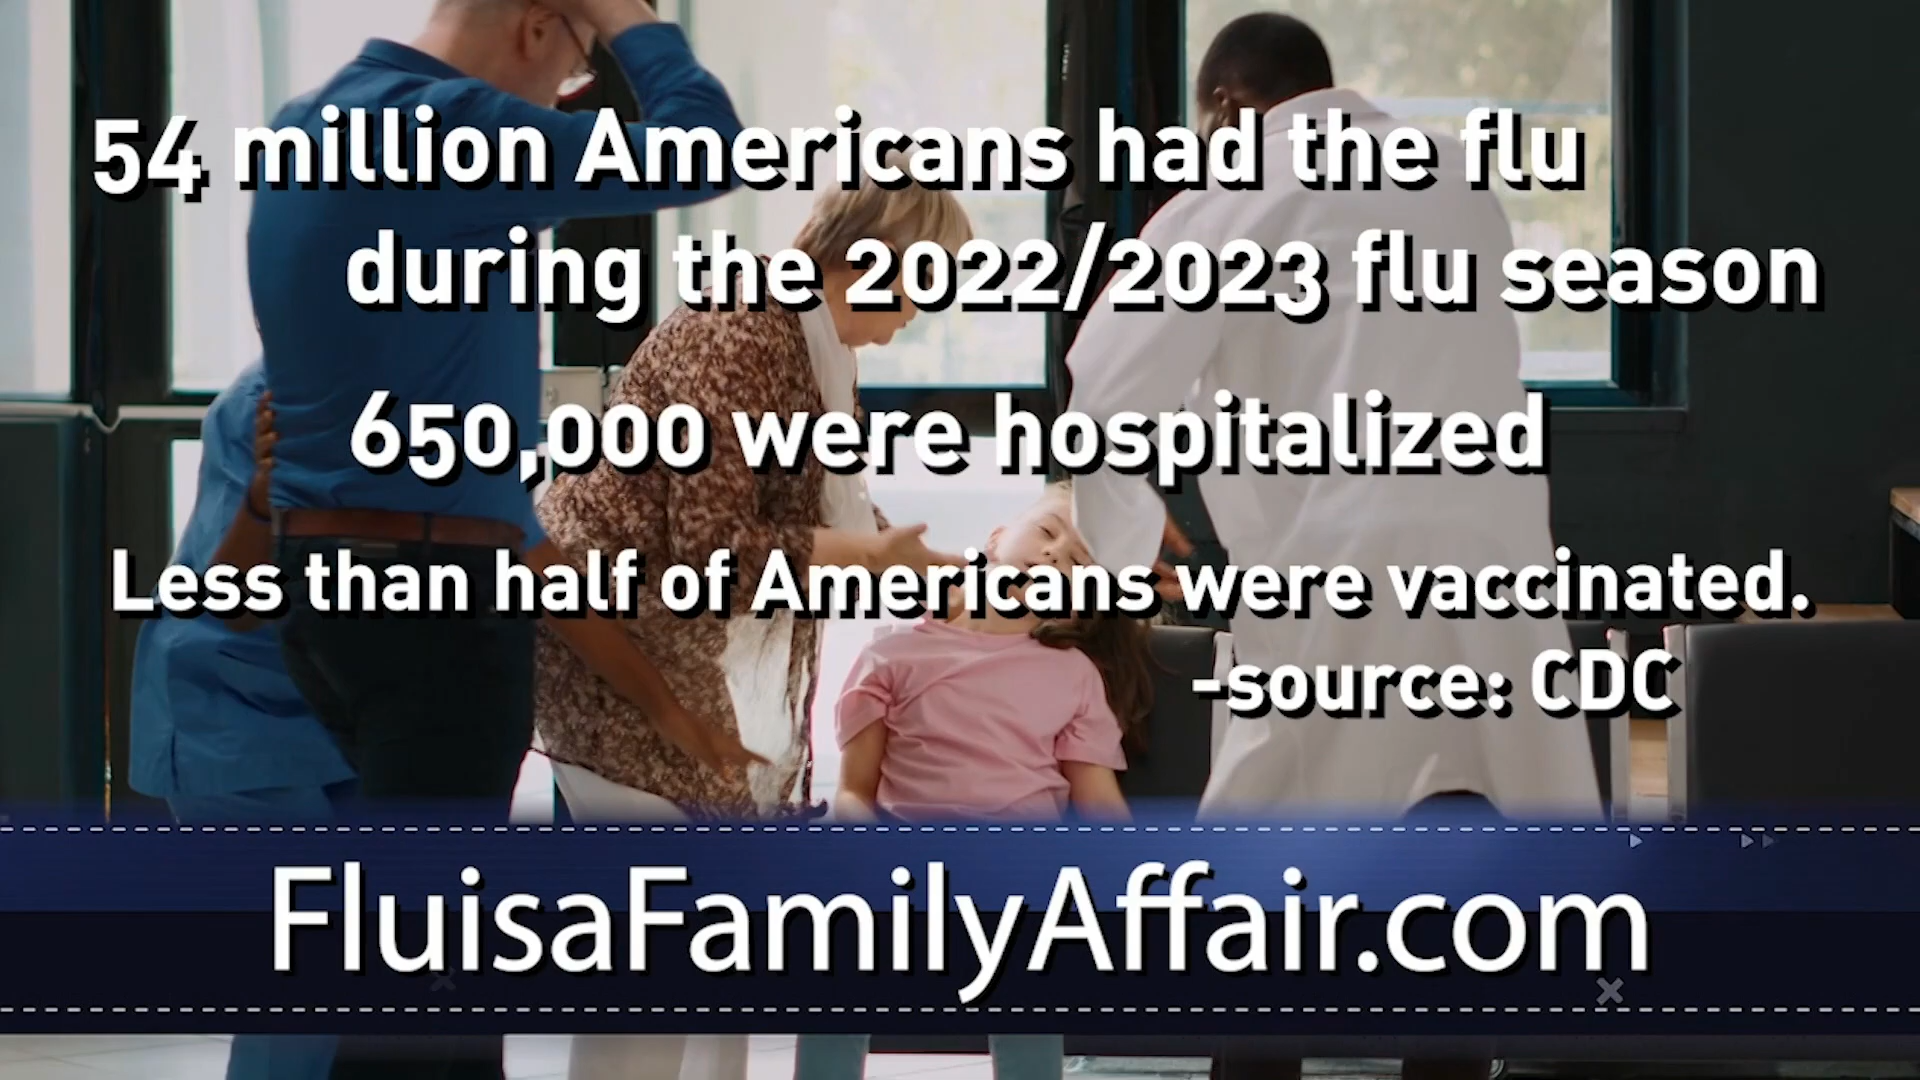 54 million Americans had the flu
during the 2022/2023 flu season
650,000 were hospitalized
Less than half of Americans were vaccinated.
-source: CDC
FluisaFamilyAffair.com